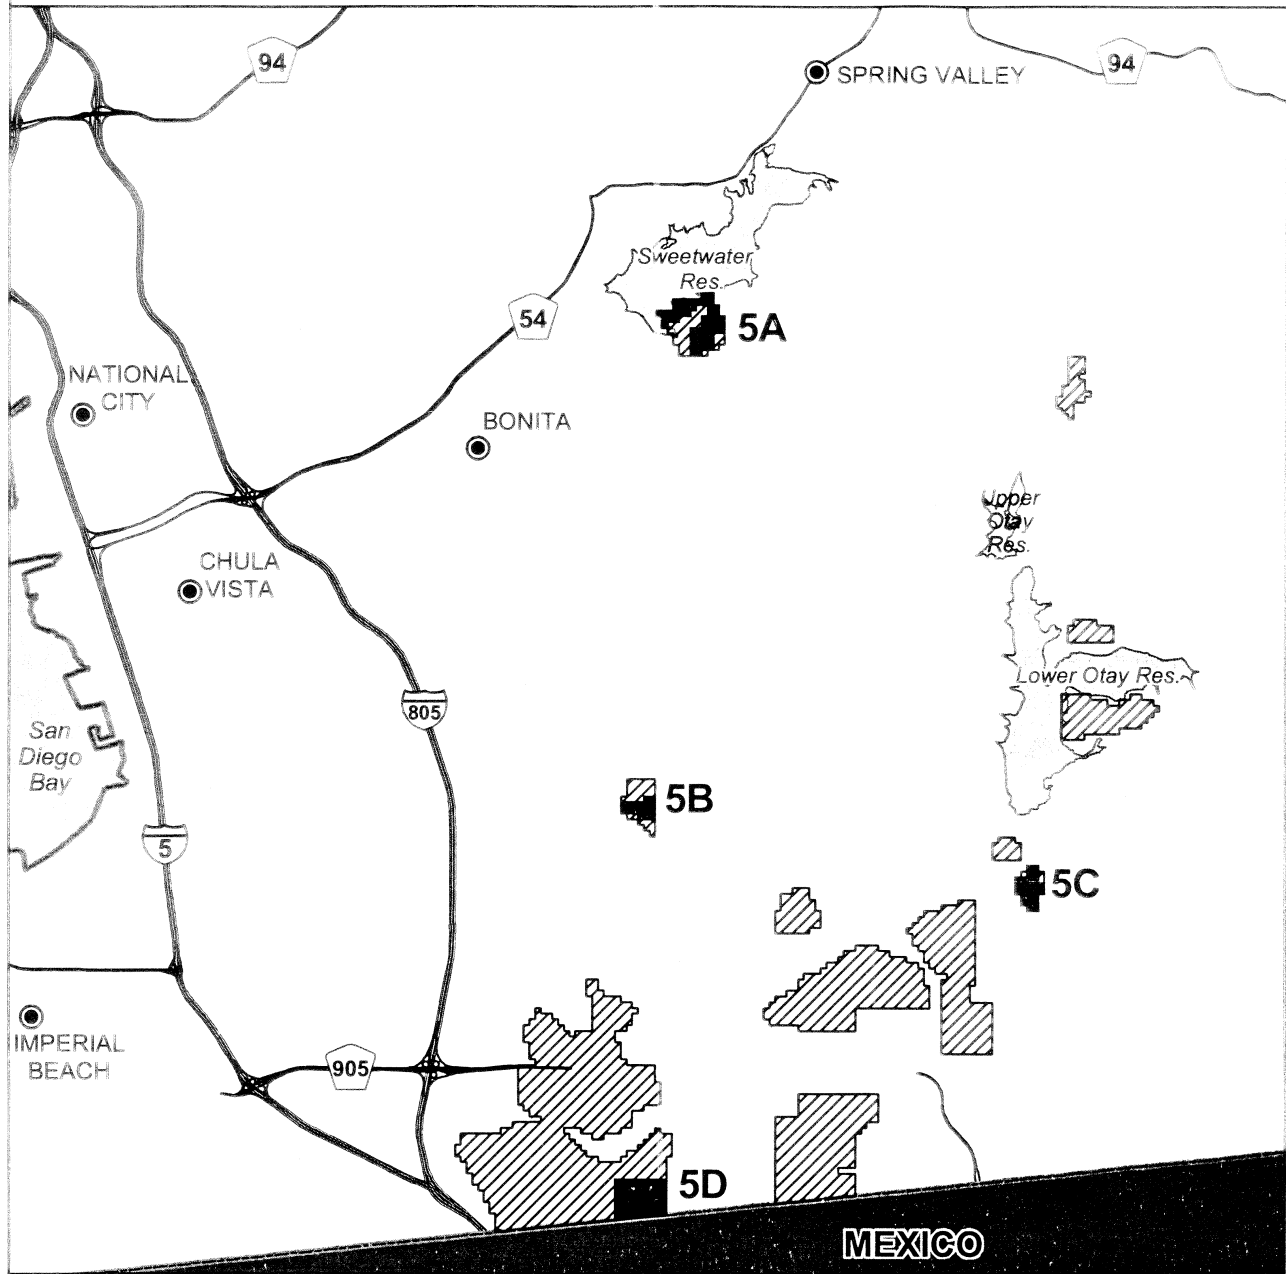 94
94
SPRING VALLEY
Sweetwater
Res.
54
5A
NATIONAL
CITY
BONITA
Upper
Otay
Res.
CHULA
VISTA
Lower Otay Res.
805
San
Diego
Bay
5B
5
5C
IMPERIAL
BEACH
905
5D
MEXICO